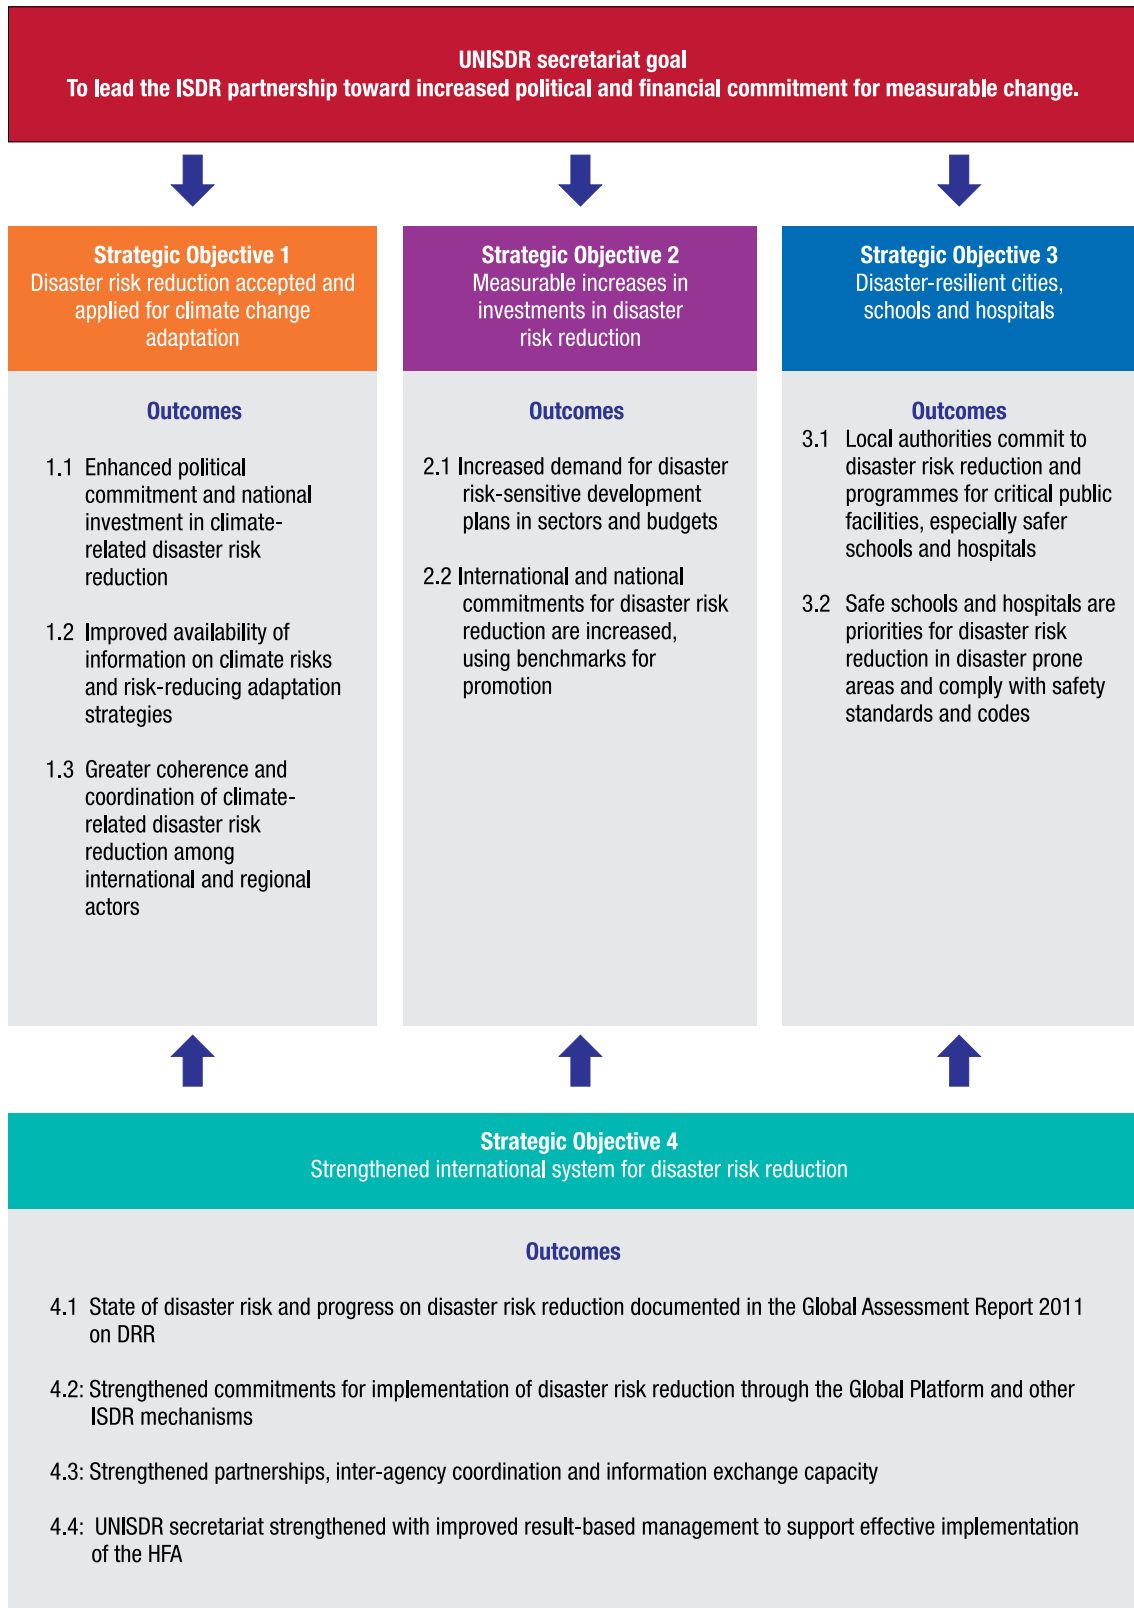 UNISDR secretariat goal
To lead the ISDR partnership toward increased political and financial commitment for measurable change.
Strategic Objective 1
Disaster risk reduction accepted and
applied for climate change
adaptation
Outcomes
1.1 Enhanced political
commitment and national
investment in climate-
related disaster risk
reduction
1.2 Improved availability of
information on climate risks
and risk-reducing adaptation
strategies
1.3 Greater coherence and
coordination of climate-
related disaster risk
reduction among
international and regional
actors
Strategic Objective 2
Measurable increases in
investments in disaster
risk reduction
Outcomes
2.1 Increased demand for disaster
risk-sensitive development
plans in sectors and budgets
2.2 International and national
commitments for disaster risk
reduction are increased,
using benchmarks for
promotion
Strategic Objective 3
Disaster-resilient cities,
schools and hospitals
Outcomes
3.1 Local authorities commit to
disaster risk reduction and
programmes for critical public
facilities, especially safer
schools and hospitals
3.2 Safe schools and hospitals are
priorities for disaster risk
reduction in disaster prone
areas and comply with safety
standards and codes
Strategic Objective 4
Strengthened international system for disaster risk reduction
Outcomes
4.1 State of disaster risk and progress on disaster risk reduction documented in the Global Assessment Report 2011
on DRR
4.2: Strengthened commitments for implementation of disaster risk reduction through the Global Platform and other
ISDR mechanisms
4.3: Strengthened partnerships, inter-agency coordination and information exchange capacity
4.4: UNISDR secretariat strengthened with improved result-based management to support effective implementation
of the HFA